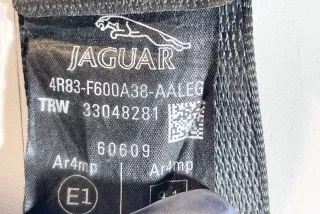 JAGUAR
4R83-F600A38-AALEG
TRW 33048281
60609
Ar4mp Ar4mp
E1